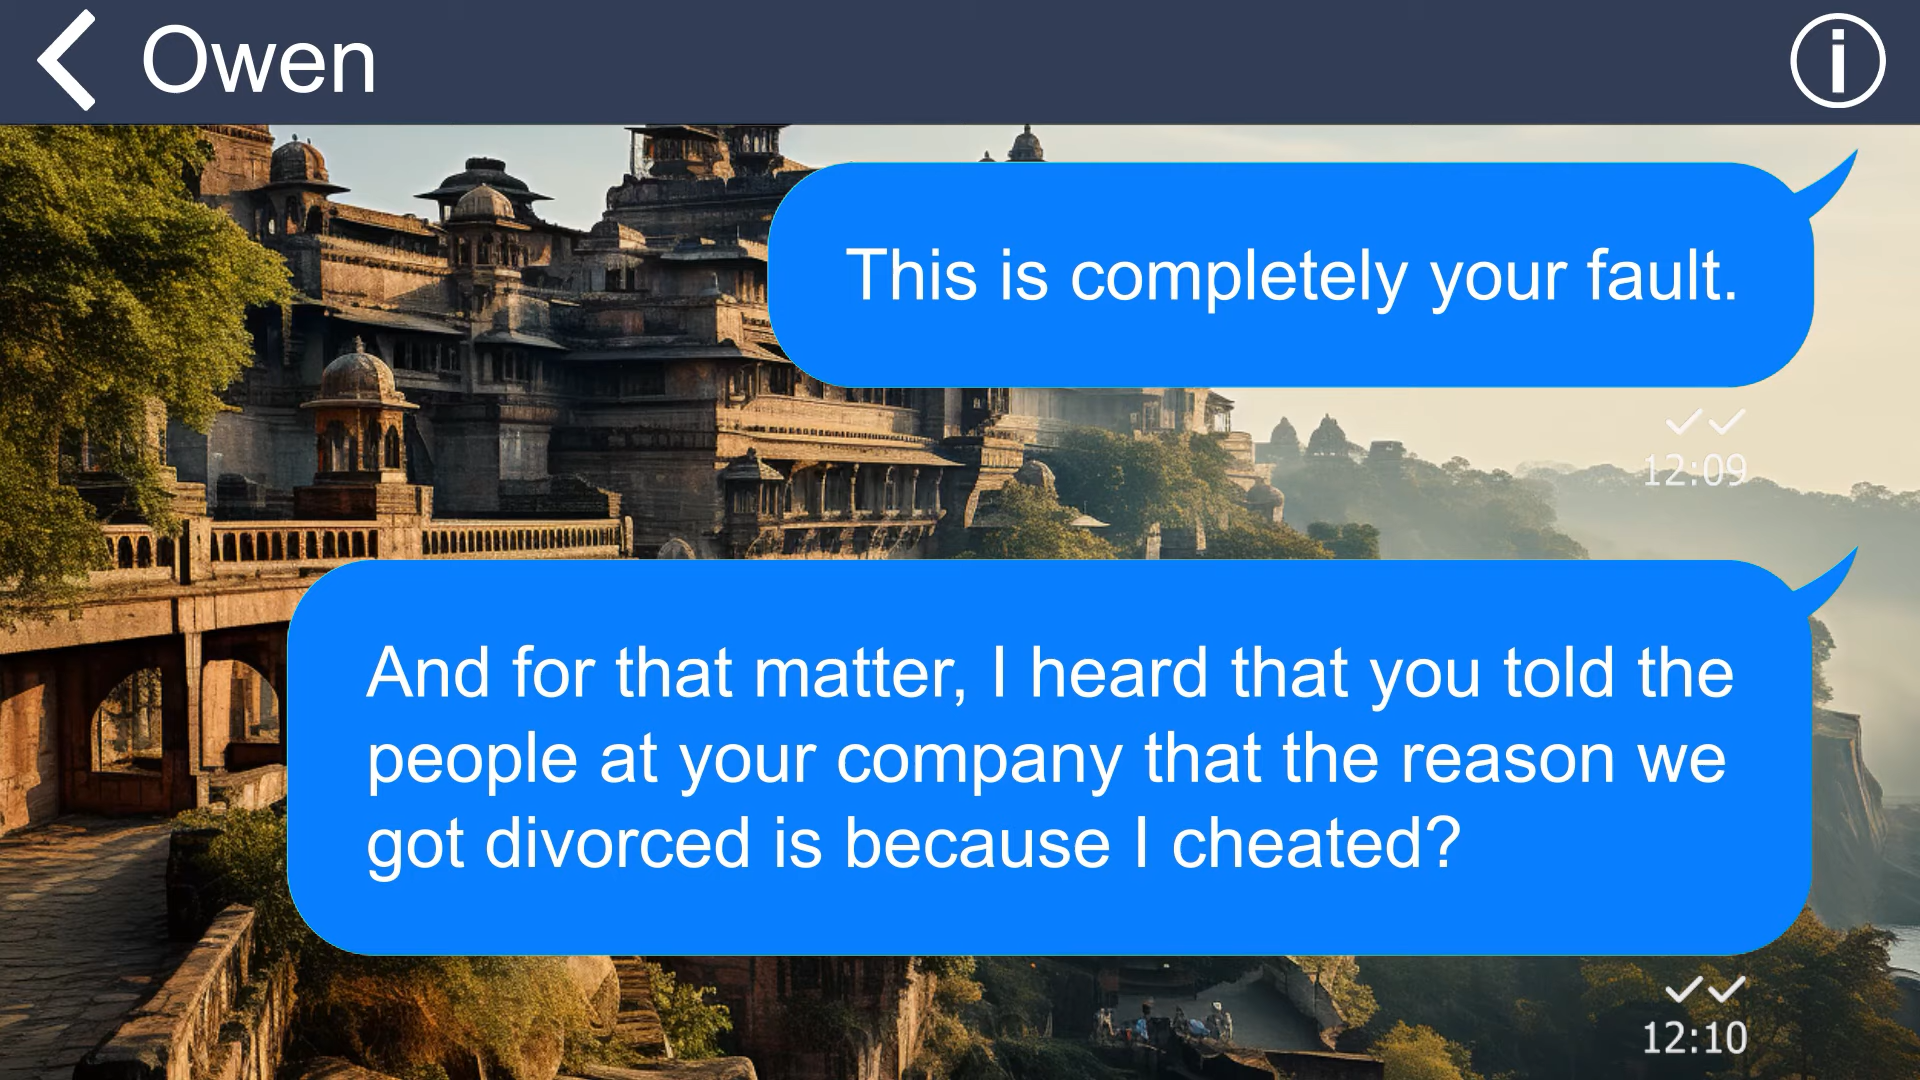 Owen
This is completely your fault.
12:09
And for that matter, I heard that you told the
people at your company that the reason we
got divorced is because I cheated?
12:10